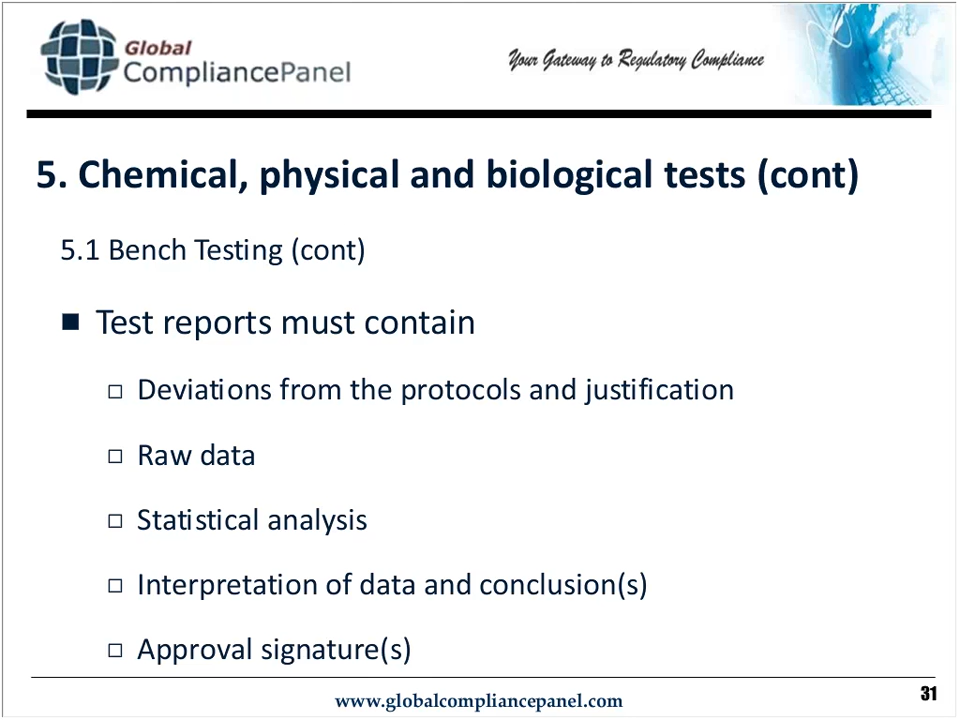 Global
CompliancePanel
Your Gateway to Regulatory Compliance
5. Chemical, physical and biological tests (cont)
5.1 Bench Testing (cont)
Test reports must contain
Deviations from the protocols and justification
Raw data
Statistical analysis
Interpretation of data and conclusion(s)
Approval signature(s)
www.globalcompliancepanel.com
31